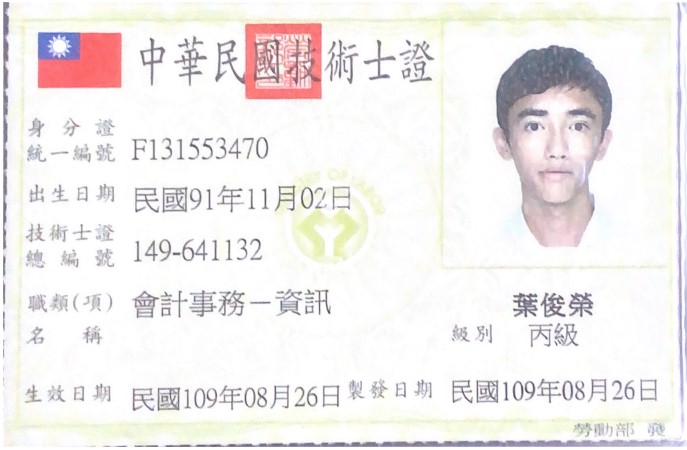 中華民國技術士證
身分證
統一編號 F131553470
出生日期 民國91年11月02日
技術士證
總編號 149-641132
職類(項) 會計事務－資訊
名稱
葉俊榮
級別 丙級
生效日期 民國109年08月26日 製發日期 民國109年08月26日
勞動部 發